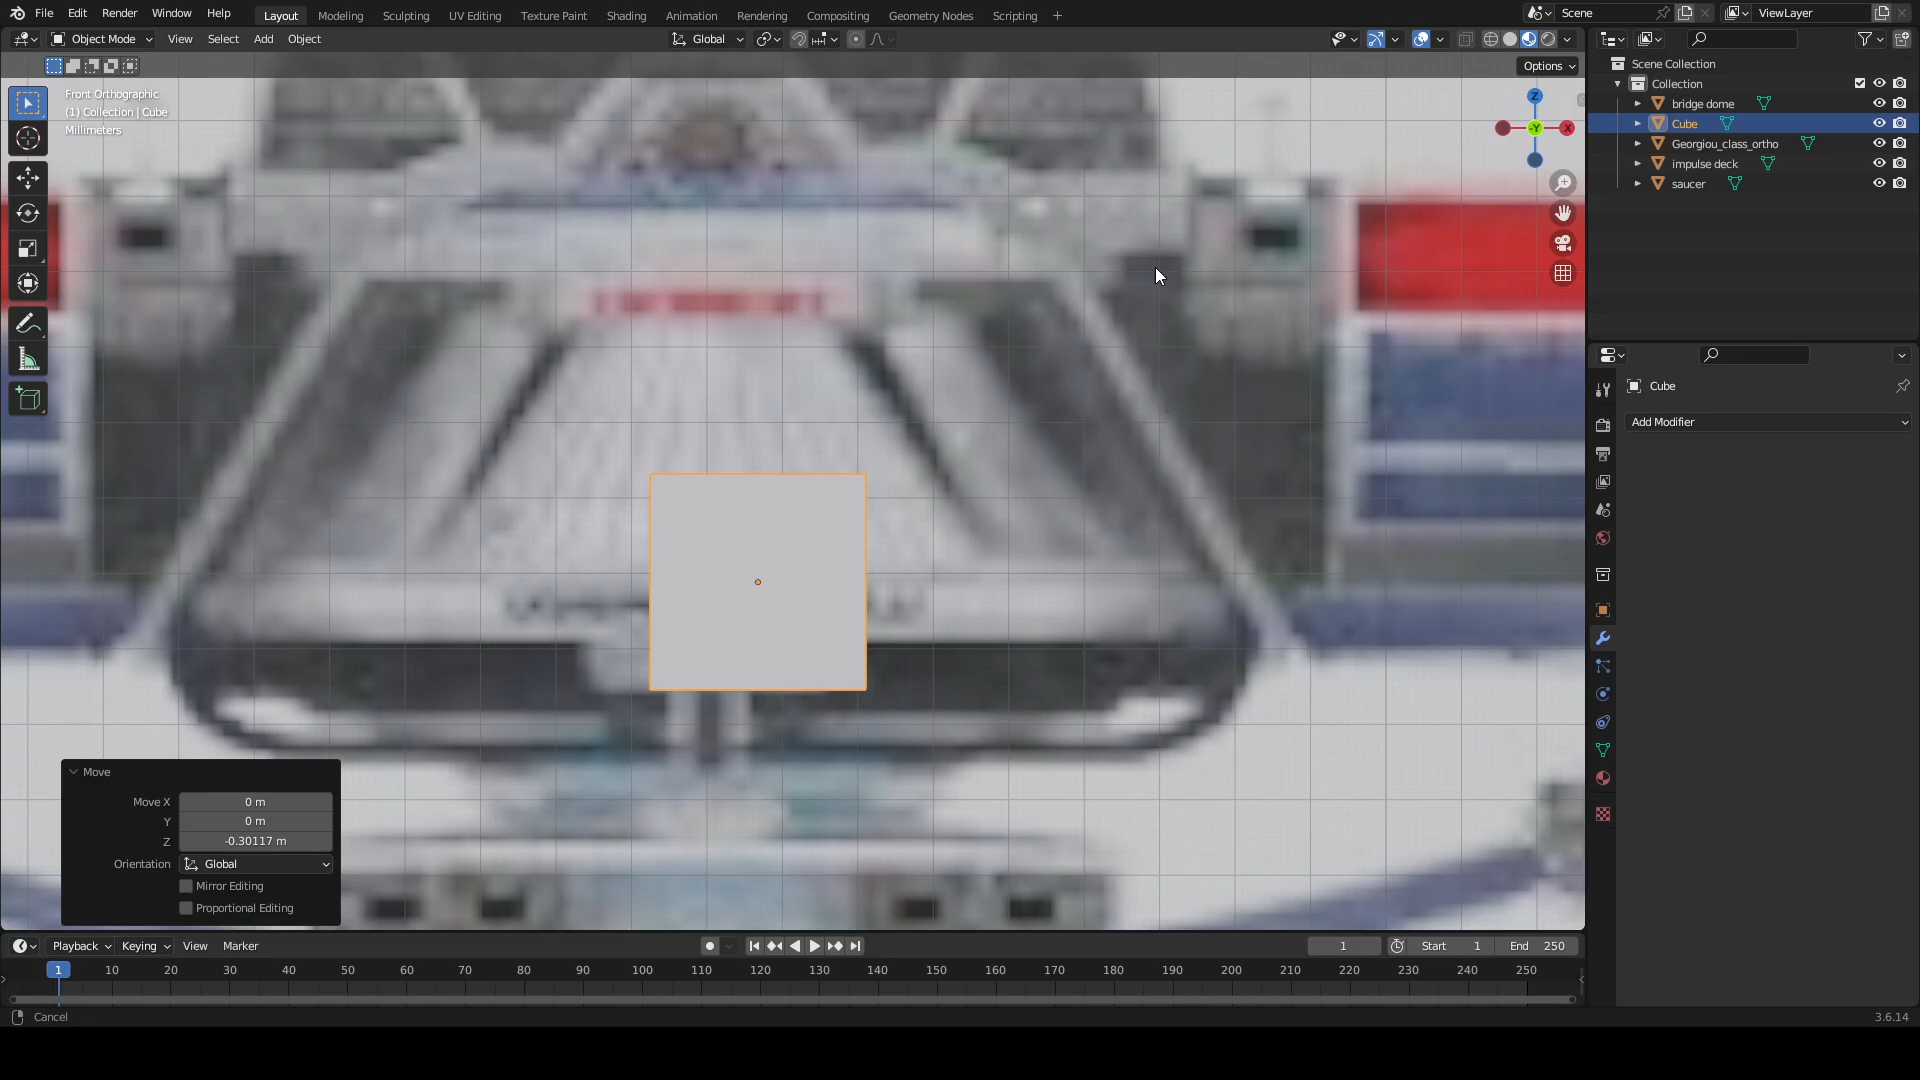 File Edit Render Window Help Layout Modeling Sculpting UV Editing Texture Paint Shading Animation Rendering Compositing Geometry Nodes Scripting Scene ViewLayer
Object Mode View Select Add Object Global
Options
Front Orthographic
(1) Collection | Cube
Millimeters
Z
-Y
X
Scene Collection
Collection
bridge dome
Cube
Georgiou_class_ortho
impulse deck
saucer
Cube
Add Modifier
Move
Move X 0 m
Y 0 m
Z -0.30117 m
Orientation Global
Mirror Editing
Proportional Editing
Playback Keying View Marker 1 Start 1 End 250
1 10 20 30 40 50 60 70 80 90 100 110 120 130 140 150 160 170 180 190 200 210 220 230 240 250
Cancel 3.6.14